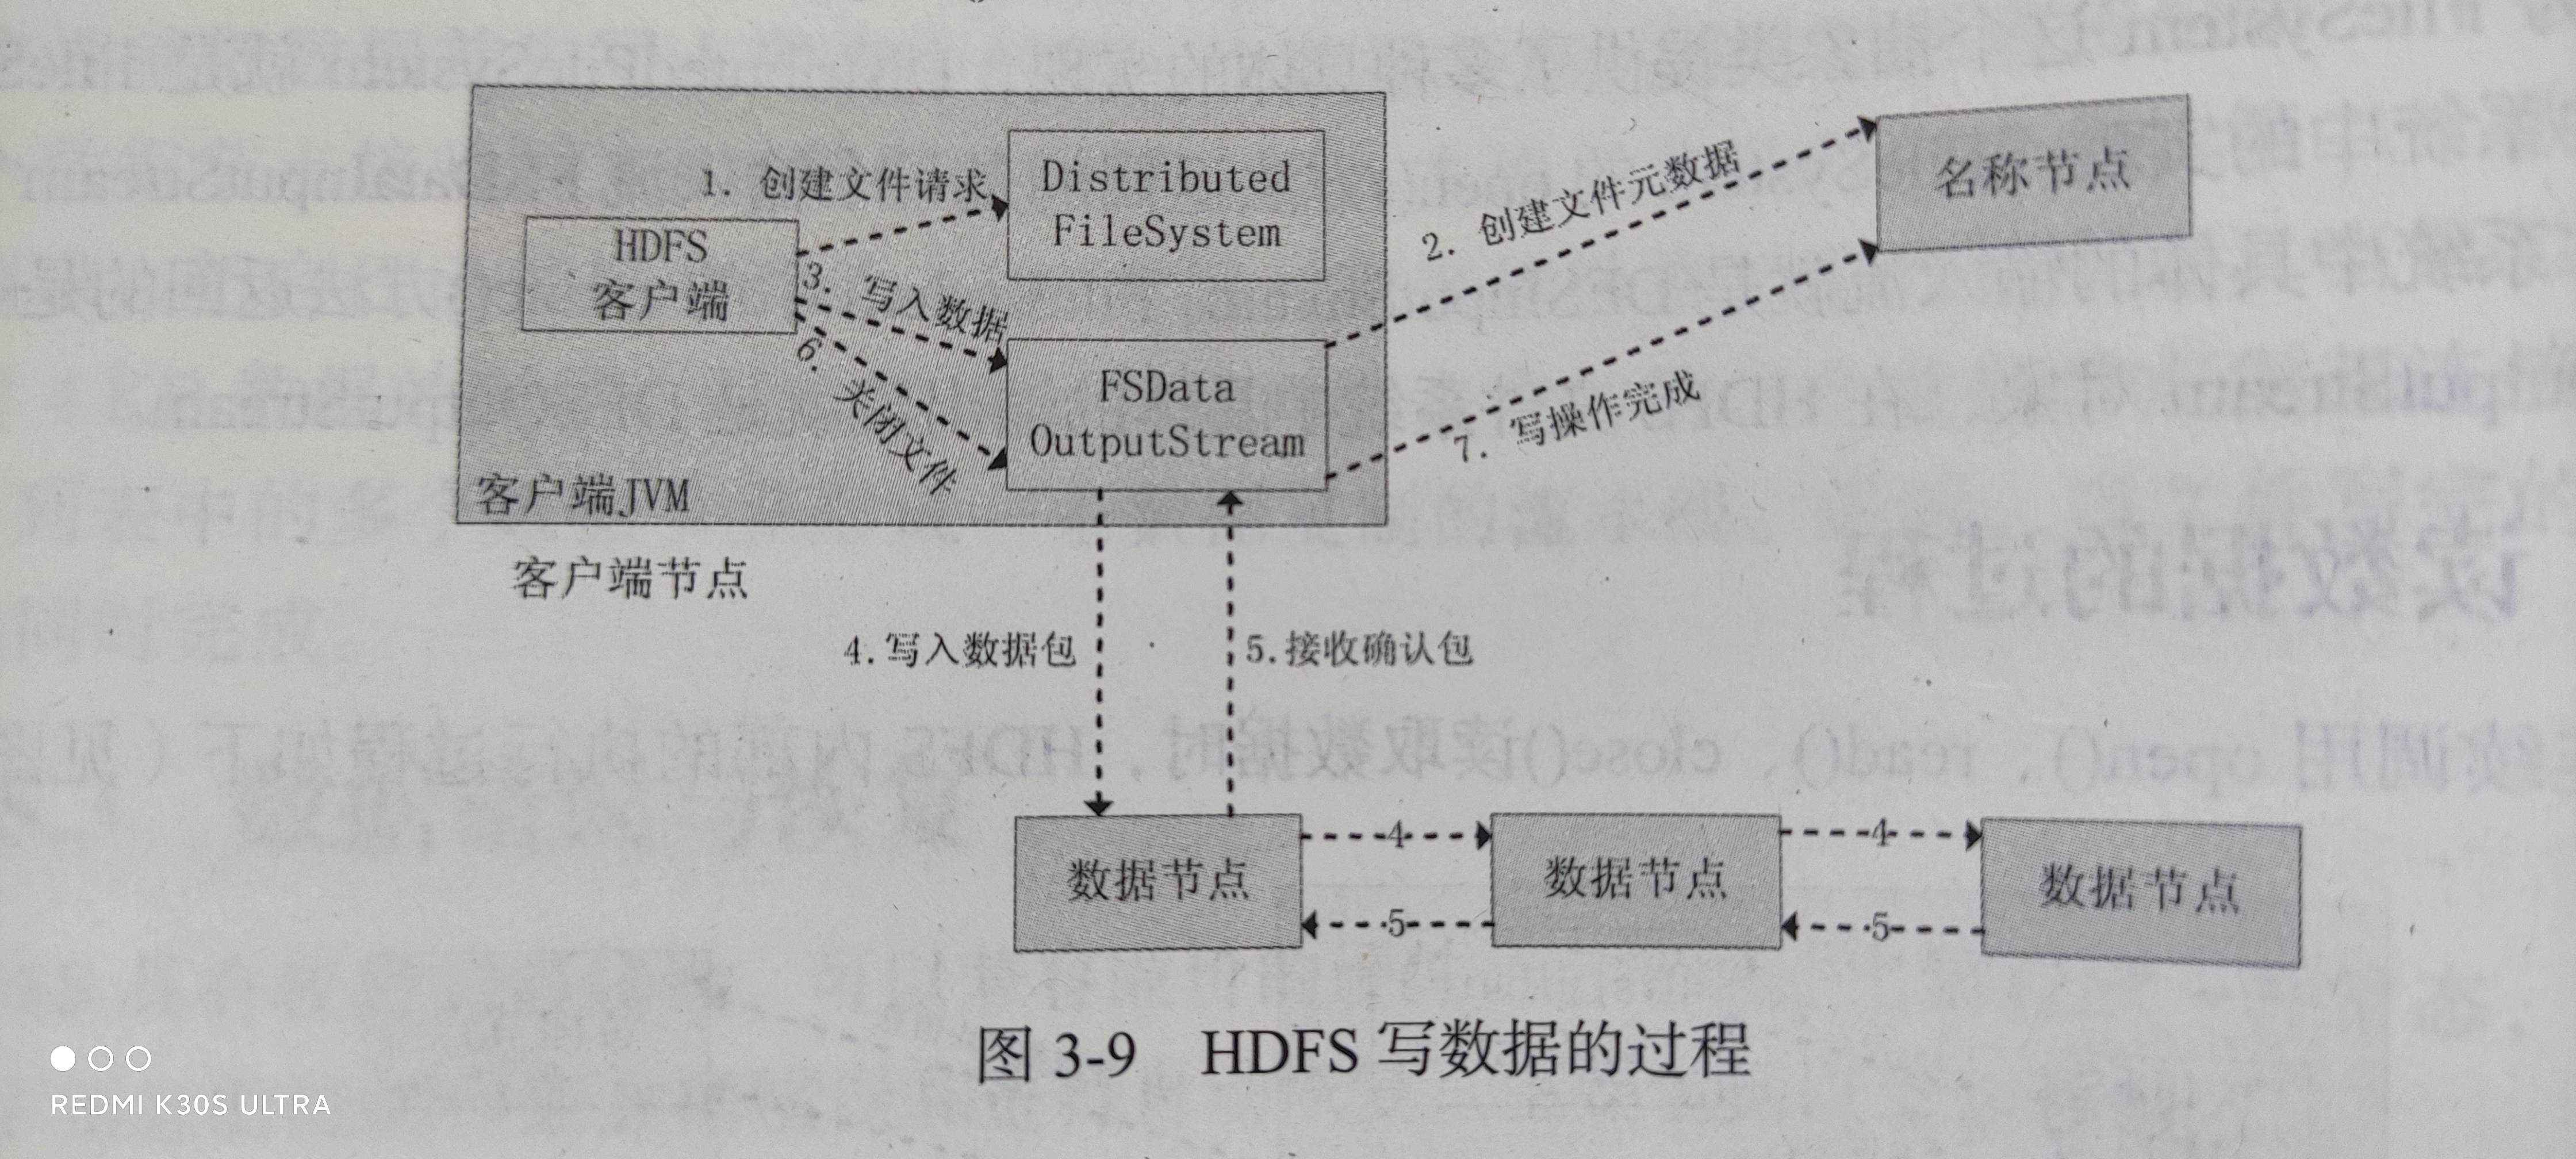 1. 创建文件请求
Distributed
FileSystem
HDFS
客户端
3. 写入数据
6. 关闭文件
FSData
OutputStream
客户端JVM
客户端节点
2. 创建文件元数据
名称节点
7. 写操作完成
4.写入数据包
5.接收确认包
数据节点
4
5
数据节点
4
5
数据节点
图 3-9 HDFS 写数据的过程
REDMI K30S ULTRA